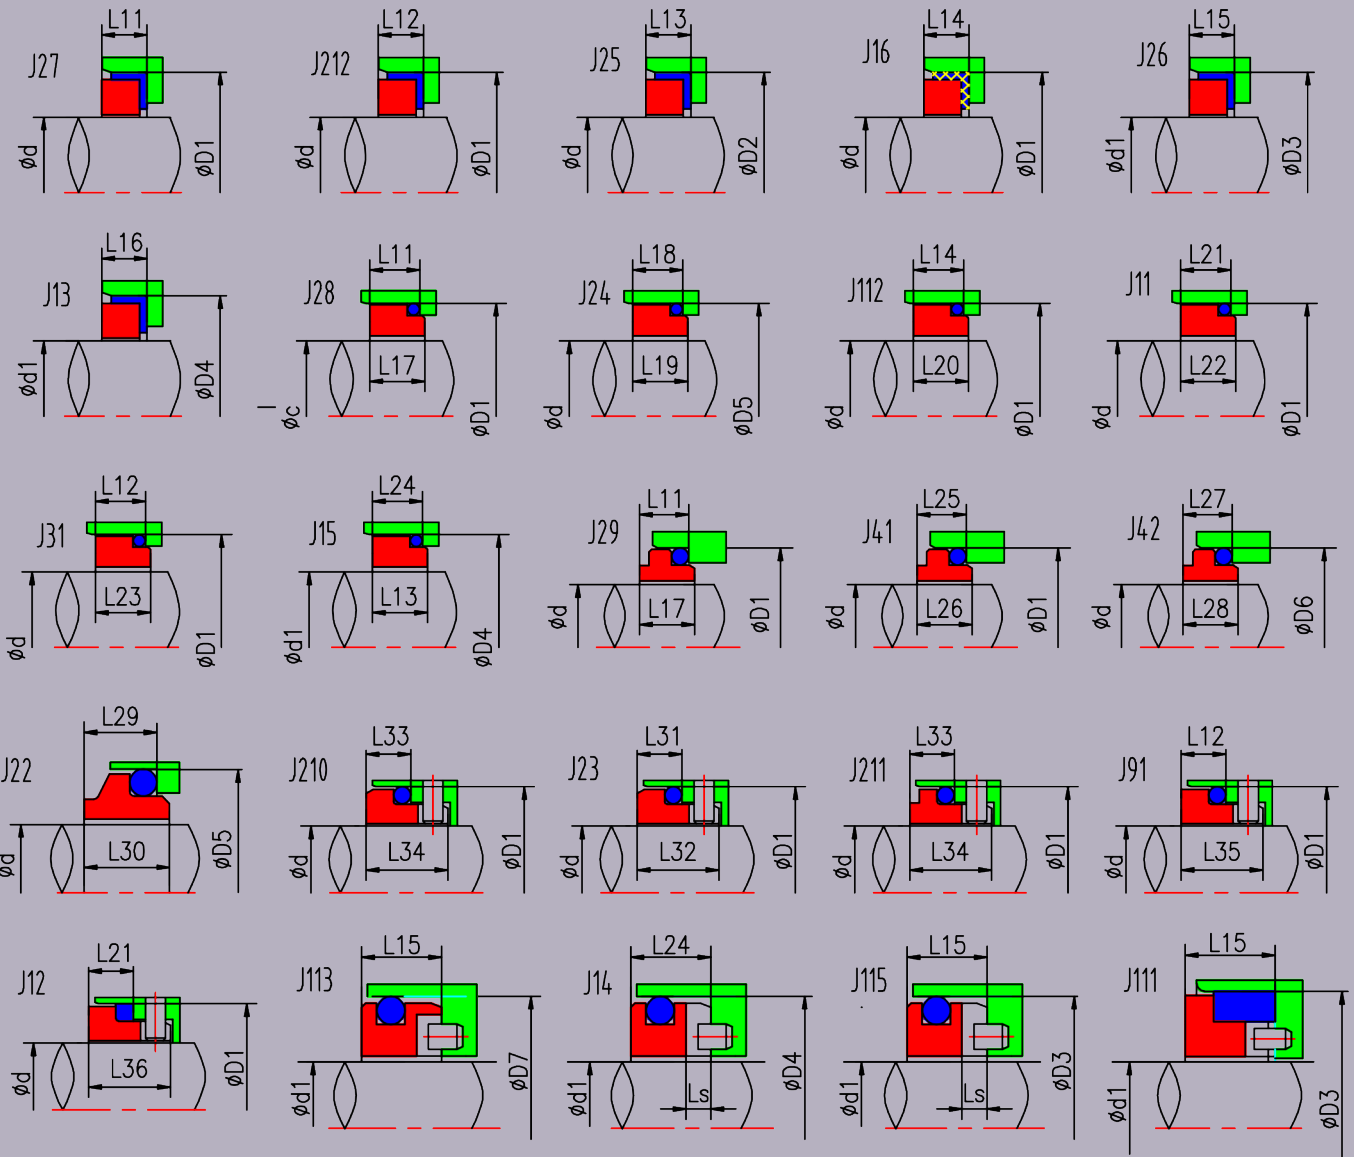 L11
J27
ød
øD1
L12
J212
ød
øD1
L13
J25
ød
øD2
L14
J16
ød
øD1
L15
J26
ød1
øD3
L16
J13
ød1
øD4
L11
J28
L17
øc
øD1
L18
J24
L19
ød
øD5
L14
J112
L20
ød
øD1
L21
J11
L22
ød
øD1
L12
J31
L23
ød
øD1
L24
J15
L13
ød1
øD4
L11
J29
L17
ød
øD1
L25
J41
L26
ød
øD1
L27
J42
L28
ød
øD6
L29
J22
L30
ød
øD5
L33
J210
L34
ød
øD1
L31
J23
L32
ød
øD1
L33
J211
L34
ød
øD1
L12
J91
L35
ød
øD1
L21
J12
L36
ød
øD1
L15
J113
ød1
øD7
L24
J14
Ls
ød1
øD4
L15
J115
Ls
ød1
øD3
L15
J111
ød1
øD3